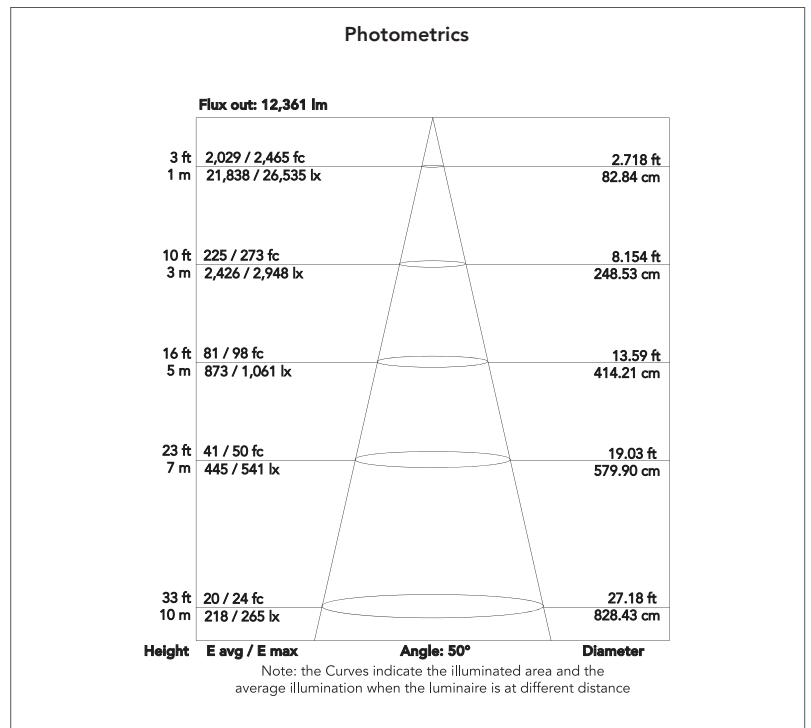 Photometrics
Flux out: 12,361 lm
3 ft 2,029 / 2,465 fc 2.718 ft
1 m 21,838 / 26,535 lx 82.84 cm
10 ft 225 / 273 fc 8.154 ft
3 m 2,426 / 2,948 lx 248.53 cm
16 ft 81 / 98 fc 13.59 ft
5 m 873 / 1,061 lx 414.21 cm
23 ft 41 / 50 fc 19.03 ft
7 m 445 / 541 lx 579.90 cm
33 ft 20 / 24 fc 27.18 ft
10 m 218 / 265 lx 828.43 cm
Height E avg / E max Angle: 50° Diameter
Note: the Curves indicate the illuminated area and the
average illumination when the luminaire is at different distance